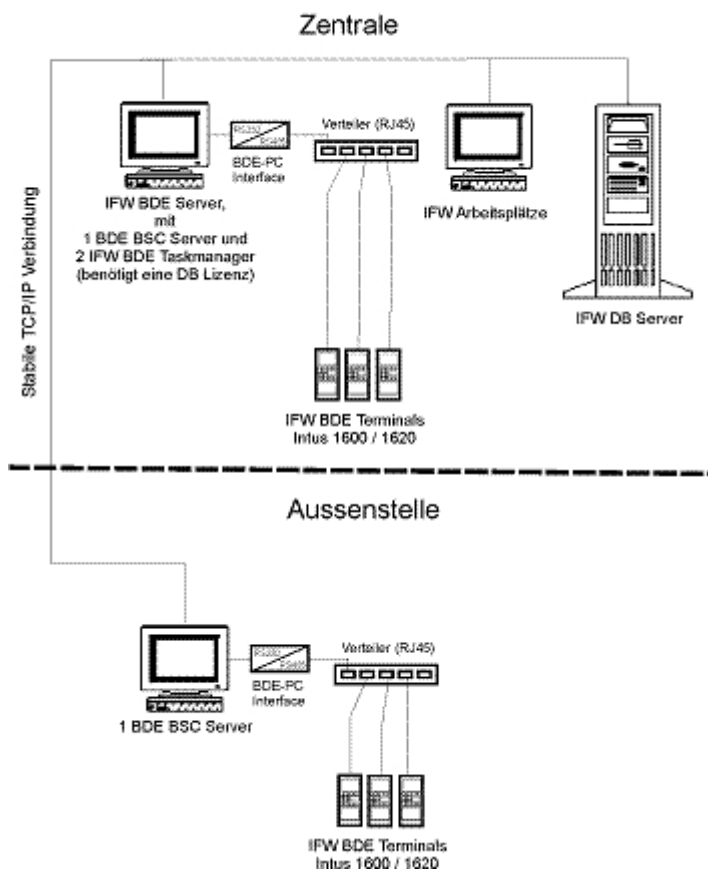 Zentrale
Verteiler (RJ45)
RS232
RS485
BDE-PC
Interface
IFW BDE Server,
mit
1 BDE BSC Server und
2 IFW BDE Taskmanager
(benötigt eine DB Lizenz)
IFW Arbeitsplätze
IFW DB Server
Stabile TCP/IP Verbindung
IFW BDE Terminals
Intus 1600 / 1620
Aussenstelle
Verteiler (RJ45)
RS232
RS485
BDE-PC
Interface
1 BDE BSC Server
IFW BDE Terminals
Intus 1600 / 1620